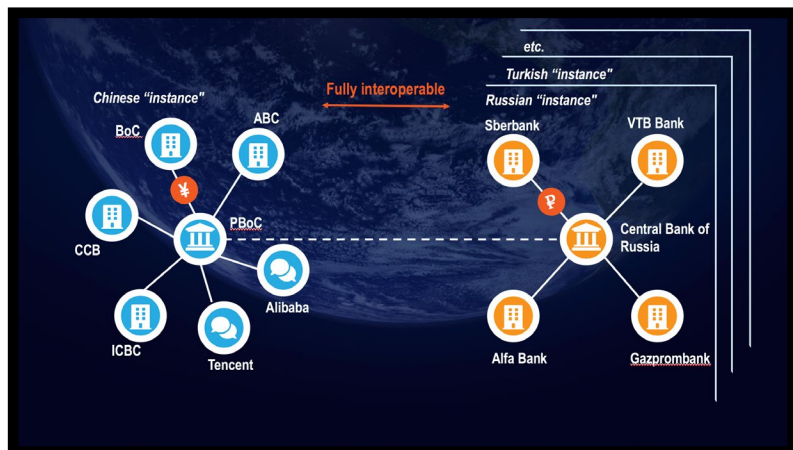 etc.
Turkish “instance"
Fully interoperable
Chinese “instance"
Russian “instance"
BoC
ABC
Sberbank
VTB Bank
¥
₽
PBoC
Central Bank of
Russia
CCB
Alibaba
ICBC
Tencent
Alfa Bank
Gazprombank